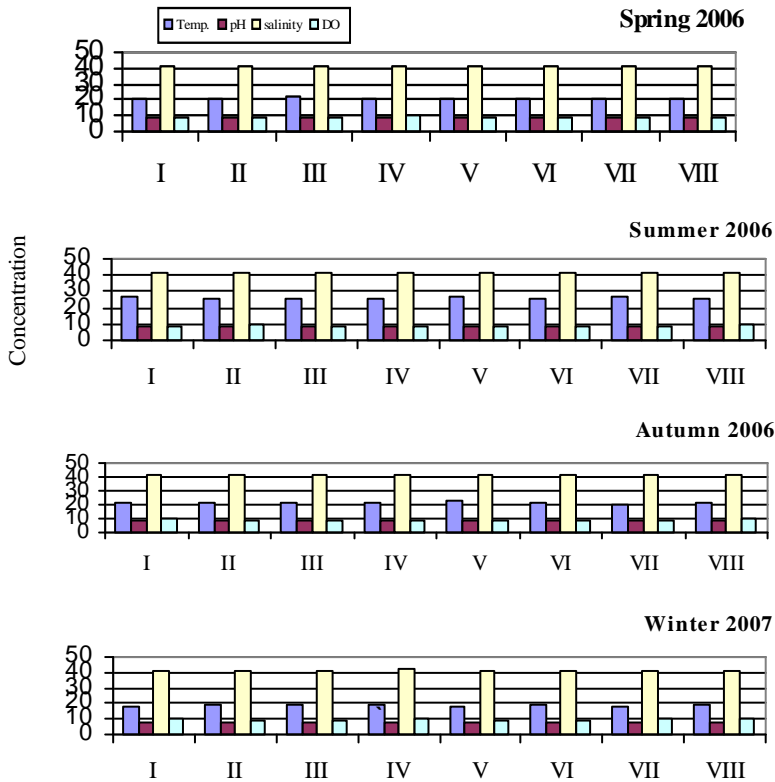 Temp. pH salinity DO
Spring 2006
50
40
30
20
10
0
I II III IV V VI VII VIII
Concentration
Summer 2006
50
40
30
20
10
0
I II III IV V VI VII VIII
Autumn 2006
50
40
30
20
10
0
I II III IV V VI VII VIII
Winter 2007
50
40
30
20
10
0
I II III IV V VI VII VIII